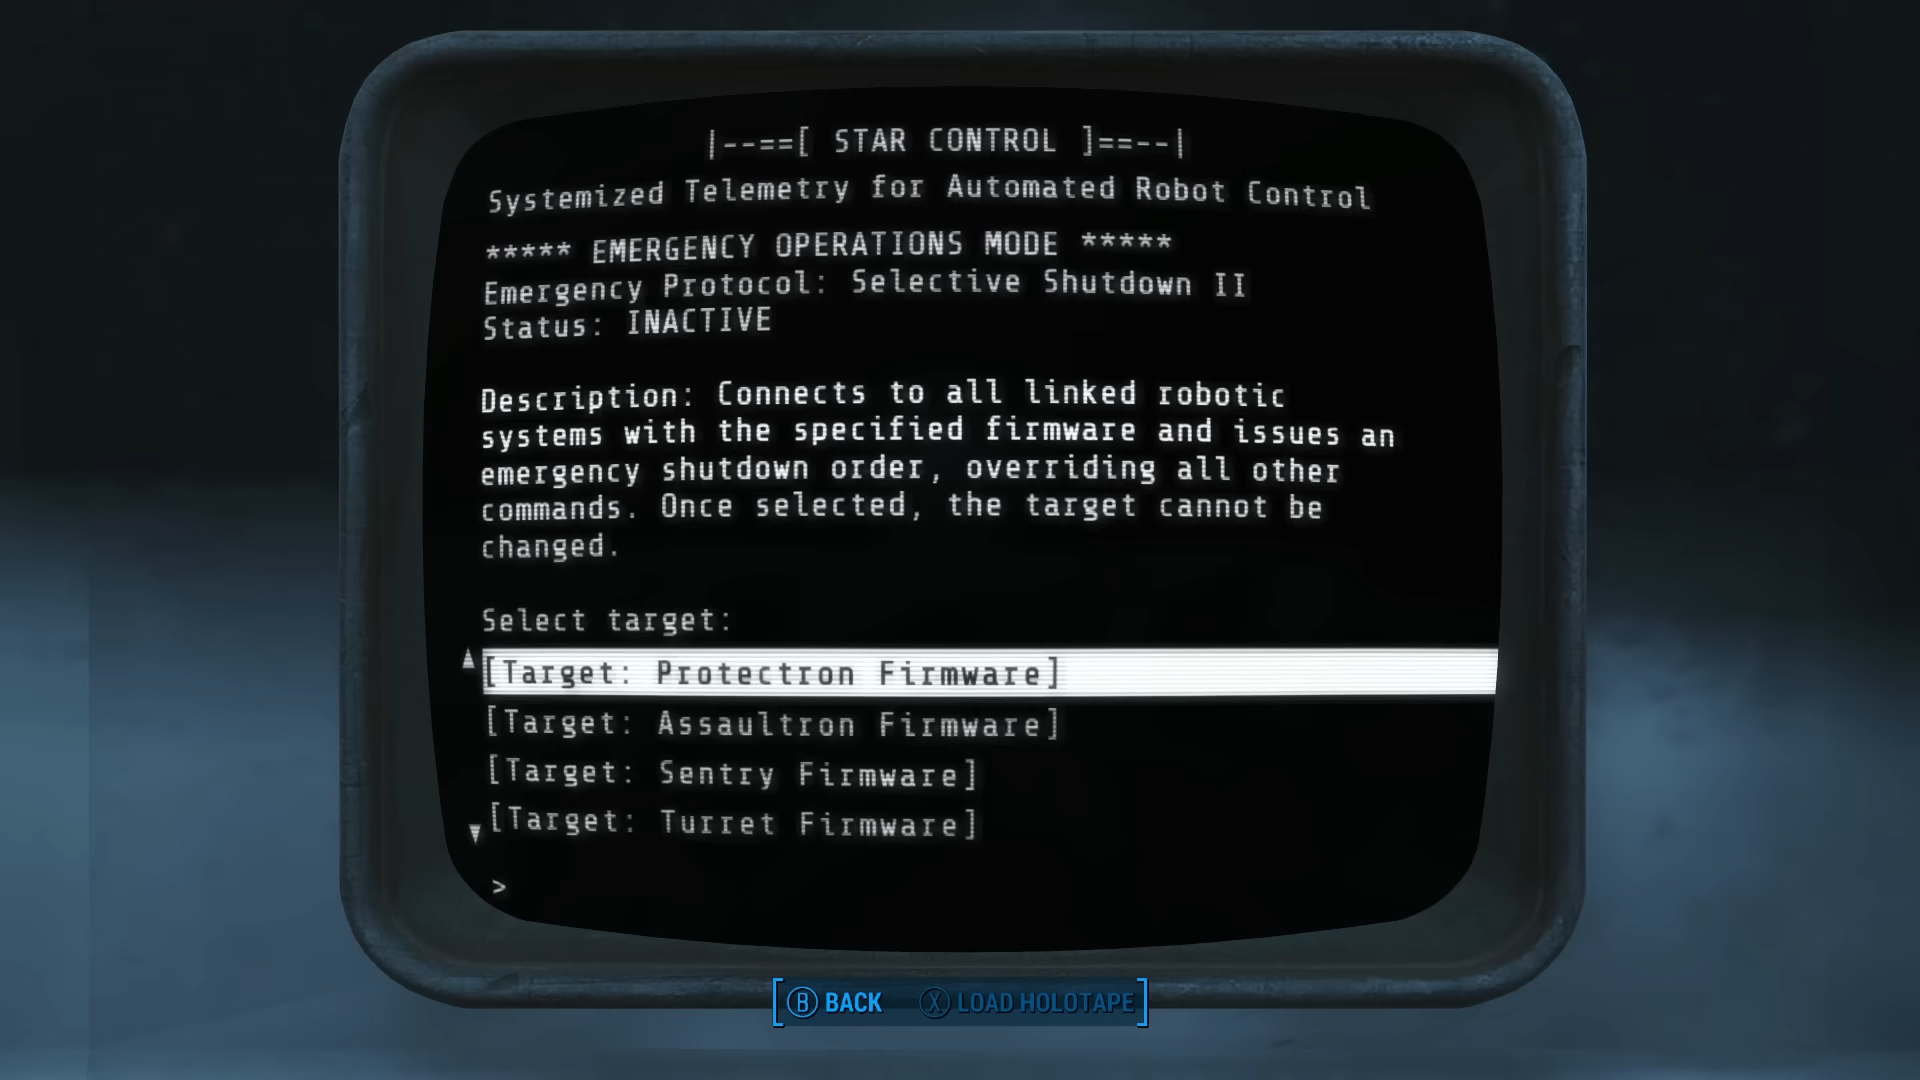 |--==[ STAR CONTROL ]==--|
Systemized Telemetry for Automated Robot Control
***** EMERGENCY OPERATIONS MODE *****
Emergency Protocol: Selective Shutdown II
Status: INACTIVE
Description: Connects to all linked robotic
systems with the specified firmware and issues an
emergency shutdown order, overriding all other
commands. Once selected, the target cannot be
changed.
Select target:
[Target: Protectron Firmware]
[Target: Assaultron Firmware]
[Target: Sentry Firmware]
[Target: Turret Firmware]
>
[Ⓑ BACK Ⓧ LOAD HOLOTAPE]